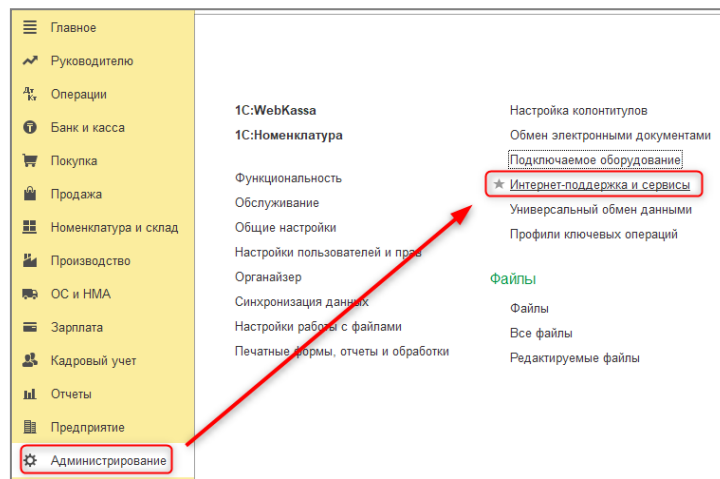 Главное
Руководителю
Операции
Банк и касса
Покупка
Продажа
Номенклатура и склад
Производство
ОС и НМА
Зарплата
Кадровый учет
Отчеты
Предприятие
Администрирование
1С:WebKassa
1С:Номенклатура
Функциональность
Обслуживание
Общие настройки
Настройки пользователей и прав
Органайзер
Синхронизация данных
Настройки работы с файлами
Печатные формы, отчеты и обработки
Настройка колонтитулов
Обмен электронными документами
Подключаемое оборудование
Интернет-поддержка и сервисы
Универсальный обмен данными
Профили ключевых операций
Файлы
Файлы
Все файлы
Редактируемые файлы